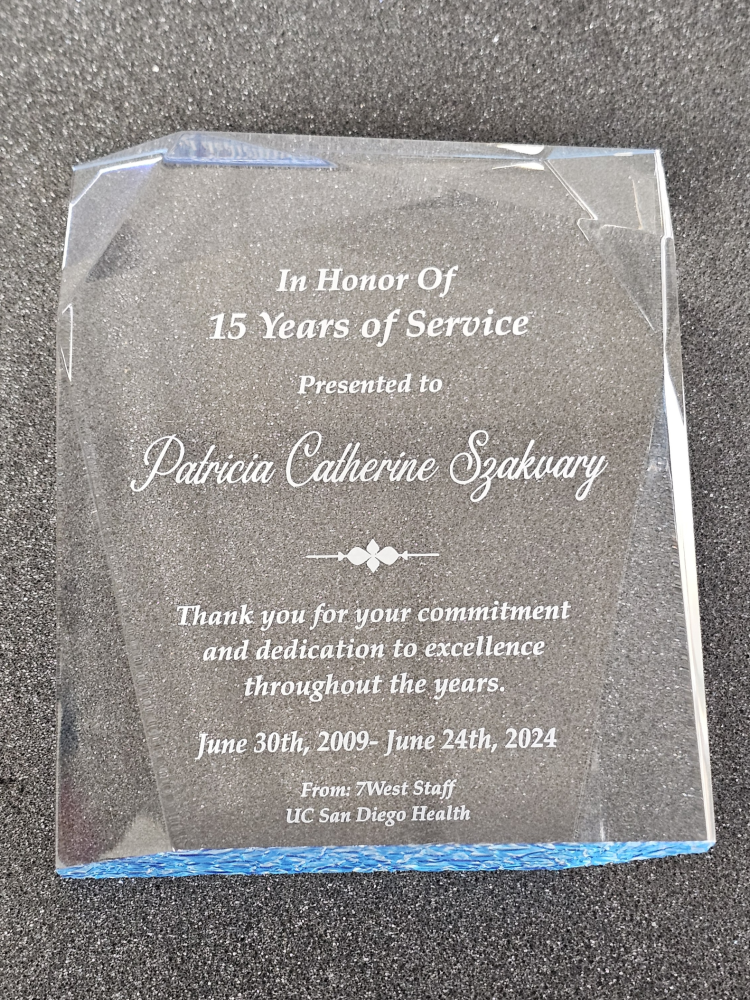 In Honor Of
15 Years of Service
Presented to
Patricia Catherine Szakvary
Thank you for your commitment
and dedication to excellence
throughout the years.
June 30th, 2009- June 24th, 2024
From: 7West Staff
UC San Diego Health